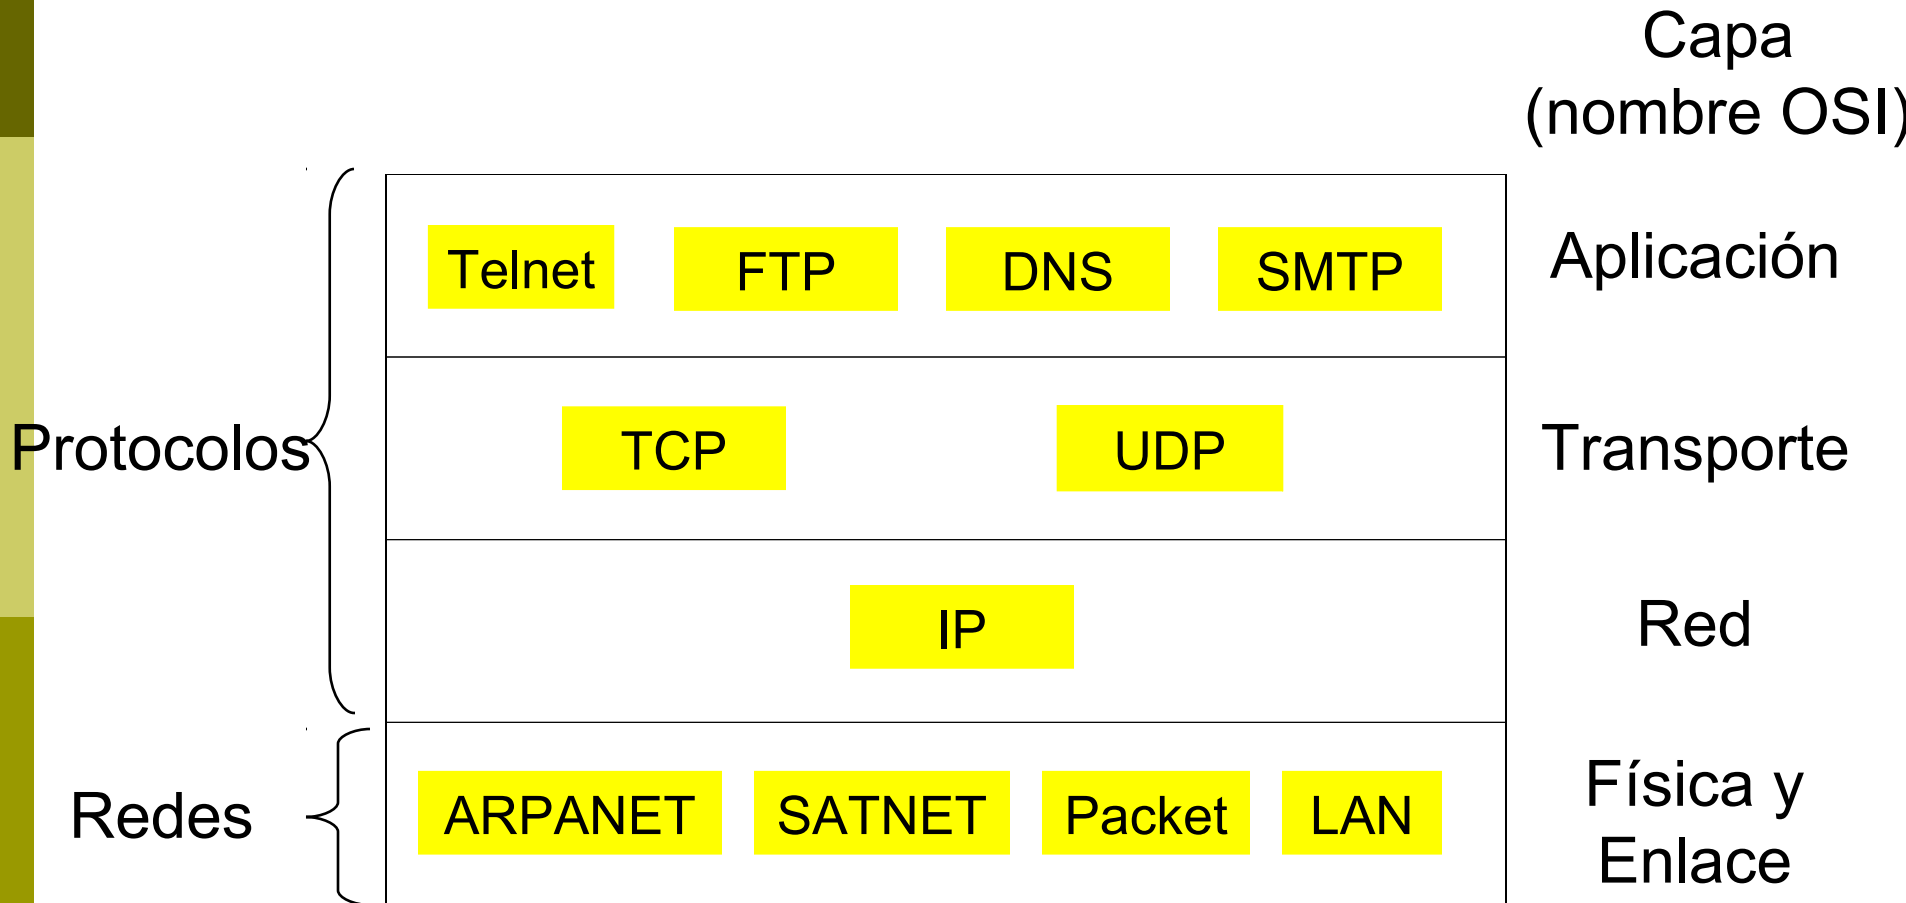 Capa
(nombre OSI)
Telnet FTP DNS SMTP Aplicación
Protocolos TCP UDP Transporte
IP Red
Redes ARPANET SATNET Packet LAN Física y
Enlace